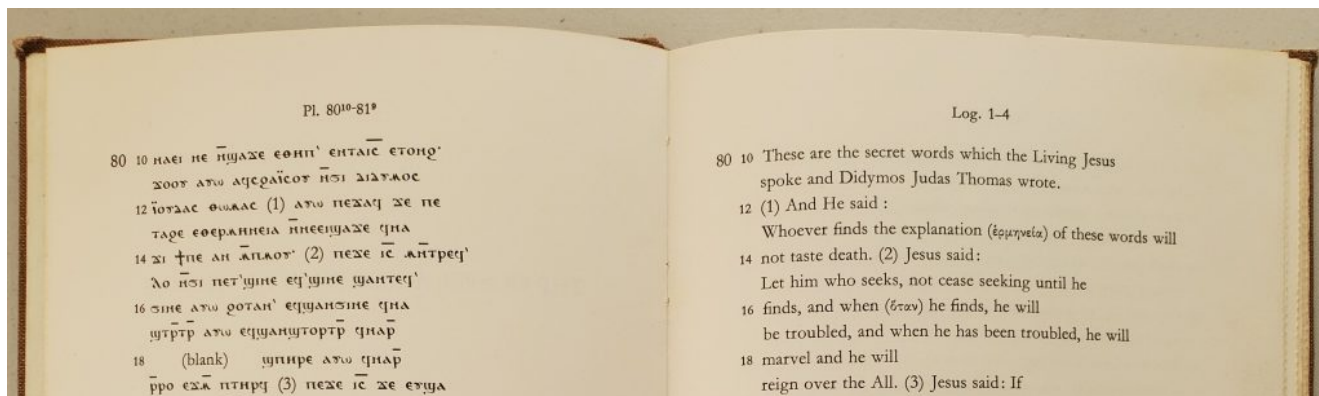 Pl. 80¹⁰-81⁹
80 10 ⲛⲁⲉⲓ ⲛⲉ ⲛ̄ϣⲁϫⲉ ⲉⲑⲏⲡ' ⲉⲛⲧⲁⲓ̅ⲥ̅ ⲉⲧⲟⲛϩ·
ϫⲟⲟⲩ ⲁⲩⲱ ⲁϥⲥϩⲁⲓ̈ⲥⲟⲩ ⲛ̄ϭⲓ ⲇⲓⲇⲩⲙⲟⲥ
12 ⲓ̈ⲟⲩⲇⲁⲥ ⲑⲱⲙⲁⲥ (1) ⲁⲩⲱ ⲡⲉϫⲁϥ ϫⲉ ⲡⲉ
ⲧⲁϩⲉ ⲉⲑⲉⲣⲙⲏⲛⲉⲓⲁ ⲛ̄ⲛⲉⲉⲓϣⲁϫⲉ ϥⲛⲁ
14 ϫⲓ ϯⲡⲉ ⲁⲛ ⲙ̄ⲡⲙⲟⲩ· (2) ⲡⲉϫⲉ ⲓ̅ⲥ̅ ⲙⲛ̄ⲧⲣⲉϥ'
ⲗⲟ ⲛ̄ϭⲓ ⲡⲉⲧ'ϣⲓⲛⲉ ⲉϥ'ϣⲓⲛⲉ ϣⲁⲛⲧⲉϥ'
16 ϭⲓⲛⲉ ⲁⲩⲱ ϩⲟⲧⲁⲛ' ⲉϥϣⲁⲛϭⲓⲛⲉ ϥⲛⲁ
ϣⲧⲣ̄ⲧⲣ̄ ⲁⲩⲱ ⲉϥϣⲁⲛϣⲧⲟⲣⲧⲣ̄ ϥⲛⲁⲣ̄
18 (blank) ϣⲡⲏⲣⲉ ⲁⲩⲱ ϥⲛⲁⲣ̄
ⲣ̄ⲣⲟ ⲉϫⲙ̄ ⲡⲧⲏⲣϥ (3) ⲡⲉϫⲉ ⲓ̅ⲥ̅ ϫⲉ ⲉⲩϣⲁ
Log. 1–4
80 10 These are the secret words which the Living Jesus
spoke and Didymos Judas Thomas wrote.
12 (1) And He said :
Whoever finds the explanation (ἑρμηνεία) of these words will
14 not taste death. (2) Jesus said:
Let him who seeks, not cease seeking until he
16 finds, and when (ὅταν) he finds, he will
be troubled, and when he has been troubled, he will
18 marvel and he will
reign over the All. (3) Jesus said: If